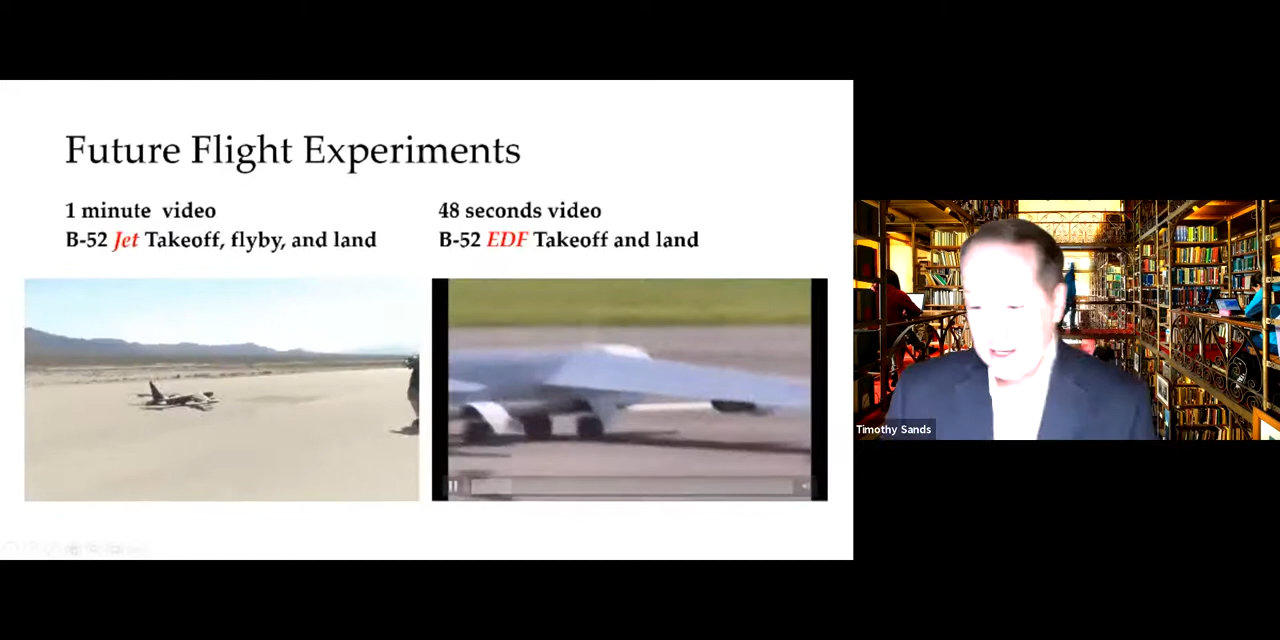 Future Flight Experiments
1 minute video
B-52 Jet Takeoff, flyby, and land
48 seconds video
B-52 EDF Takeoff and land
Timothy Sands